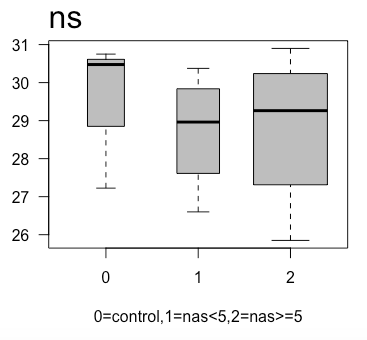 ns
31
30
29
28
27
26
0 1 2
0=control,1=nas<5,2=nas>=5